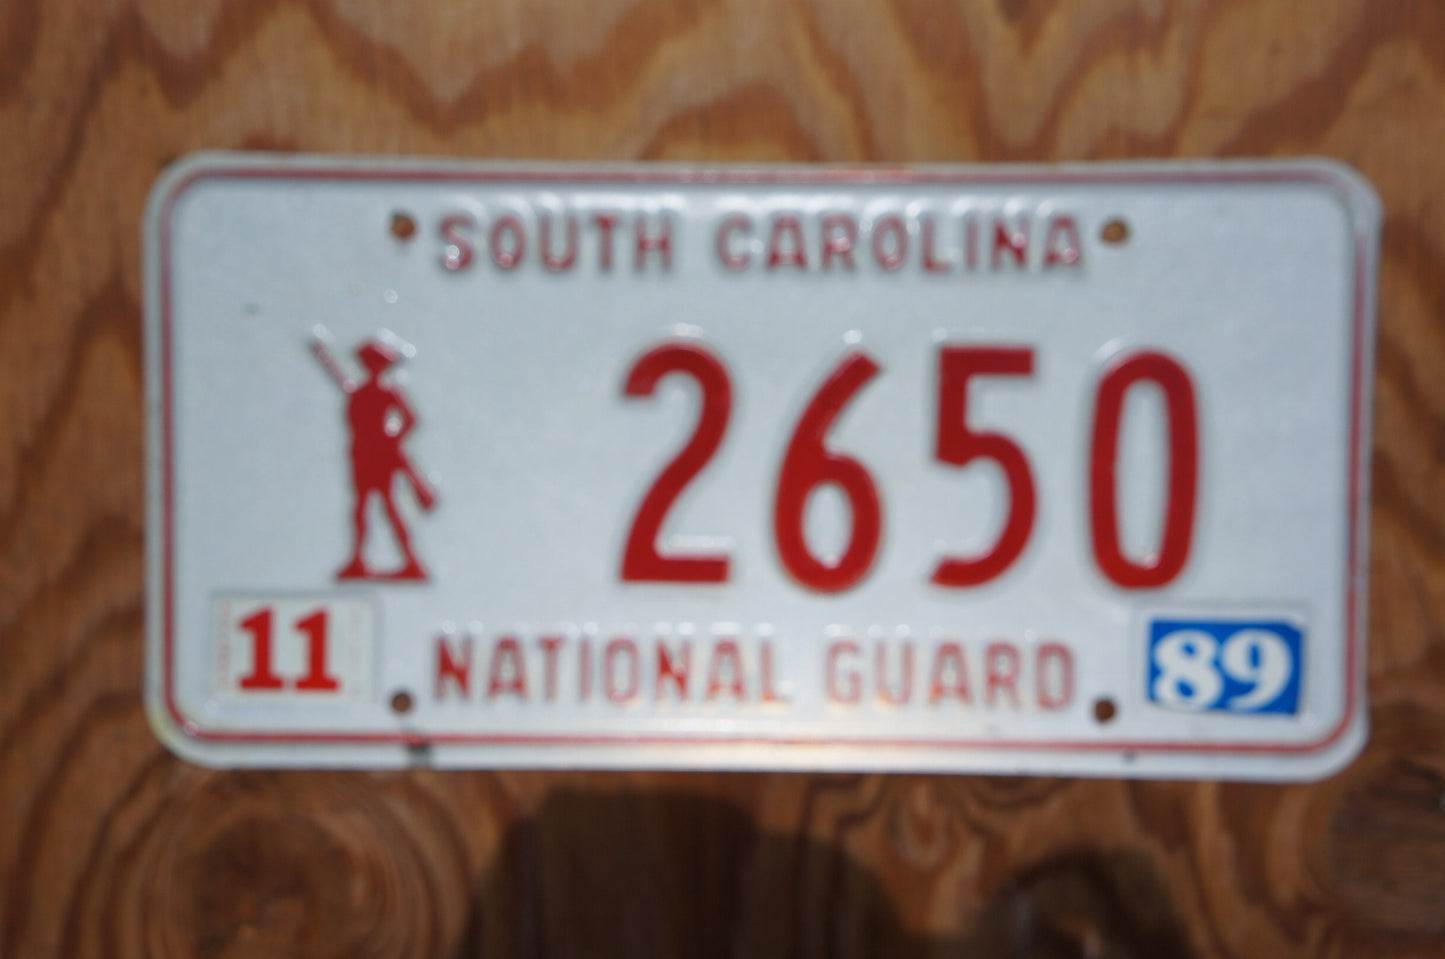 SOUTH CAROLINA
2650
11 NATIONAL GUARD 89